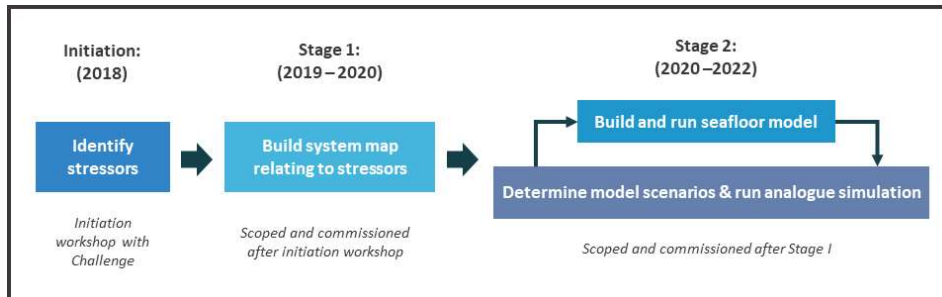 Initiation:
(2018)
Stage 1:
(2019 – 2020)
Stage 2:
(2020 –2022)
Identify
stressors
Build system map
relating to stressors
Build and run seafloor model
Determine model scenarios & run analogue simulation
Initiation
workshop with
Challenge
Scoped and commissioned
after initiation workshop
Scoped and commissioned after Stage I